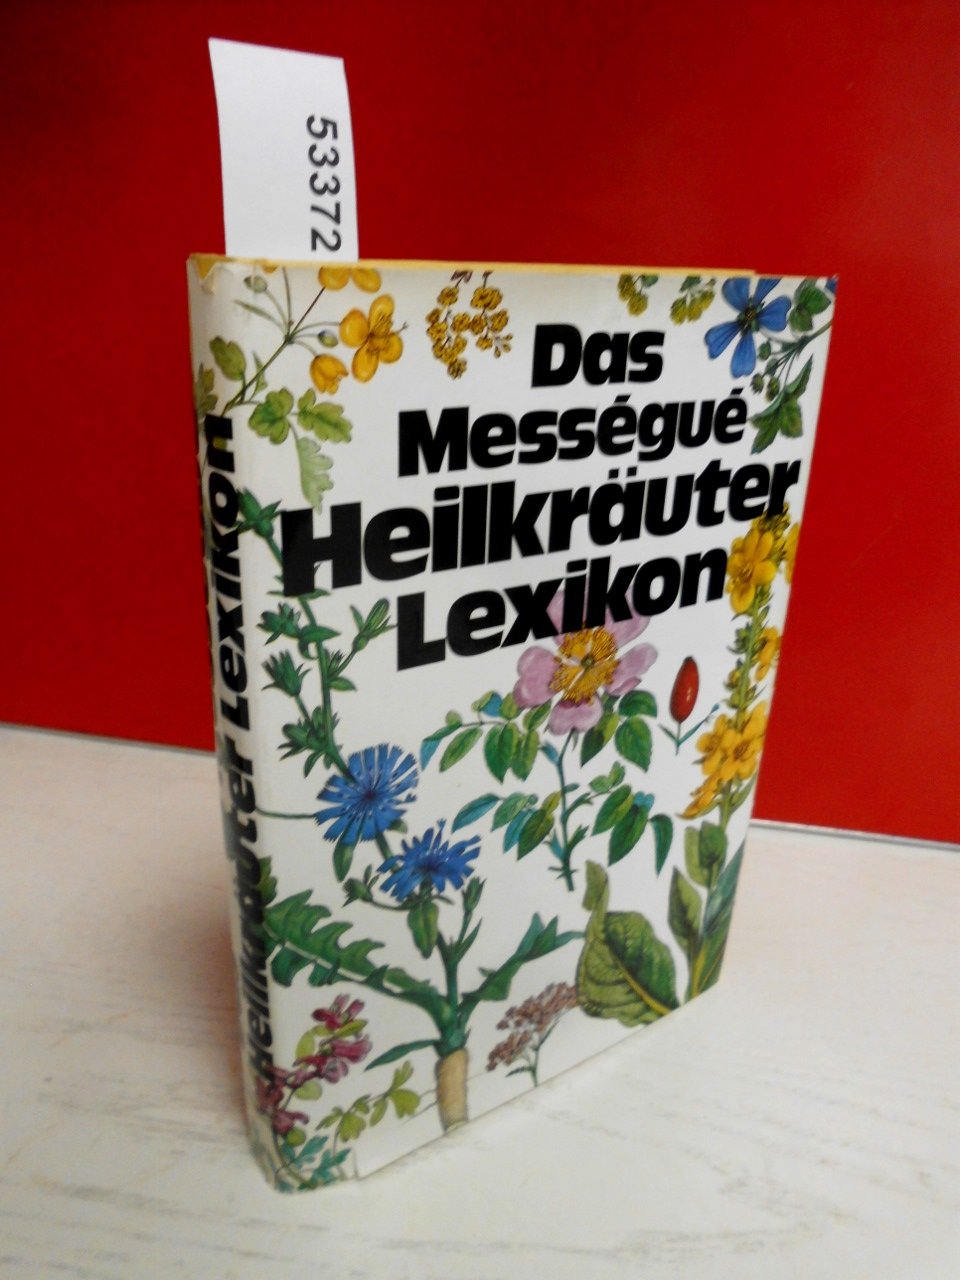 53372
Das
Mességué
Heilkräuter
Lexikon
Heilkräuter Lexikon